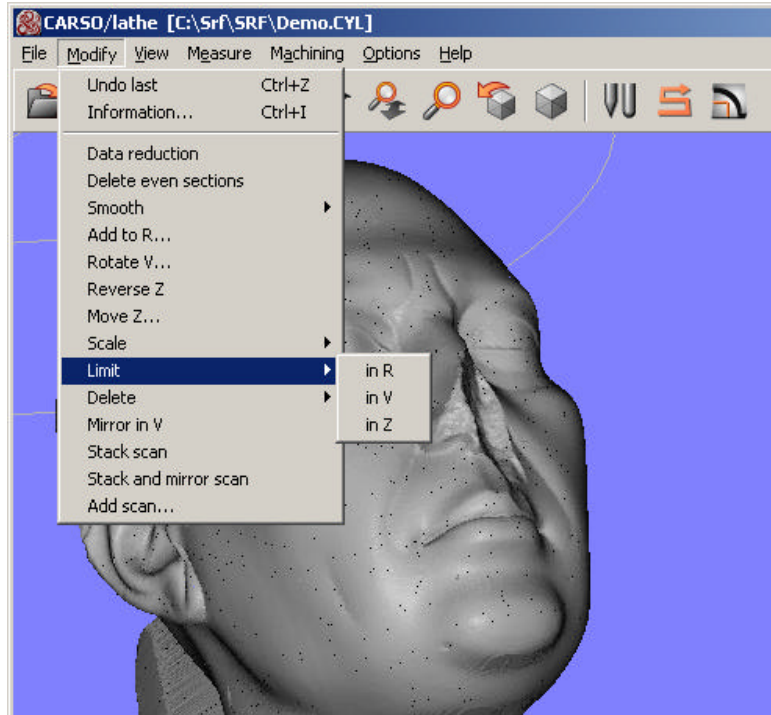 CARSO/lathe [C:\Srf\SRF\Demo.CYL]
File Modify View Measure Machining Options Help
Undo last Ctrl+Z
Information... Ctrl+I
Data reduction
Delete even sections
Smooth
Add to R...
Rotate V...
Reverse Z
Move Z...
Scale
Limit in R
Delete in V
Mirror in V in Z
Stack scan
Stack and mirror scan
Add scan...